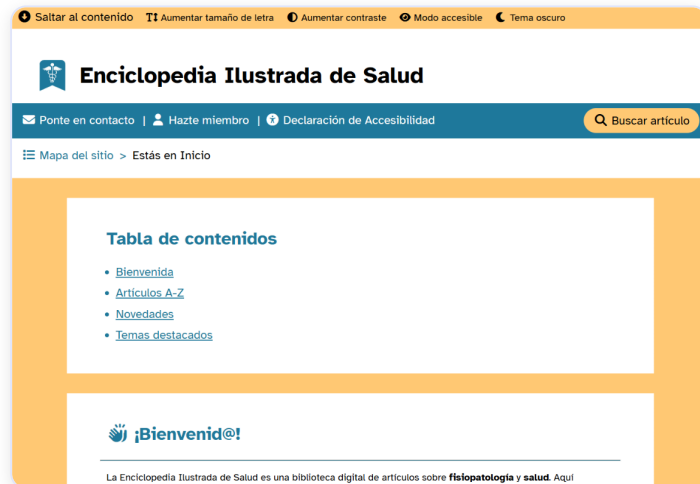 Saltar al contenido Aumentar tamaño de letra Aumentar contraste Modo accesible Tema oscuro
Enciclopedia Ilustrada de Salud
Ponte en contacto | Hazte miembro | Declaración de Accesibilidad Buscar artículo
Mapa del sitio > Estás en Inicio
Tabla de contenidos
• Bienvenida
• Artículos A-Z
• Novedades
• Temas destacados
¡Bienvenid@!
La Enciclopedia Ilustrada de Salud es una biblioteca digital de artículos sobre fisiopatología y salud. Aquí